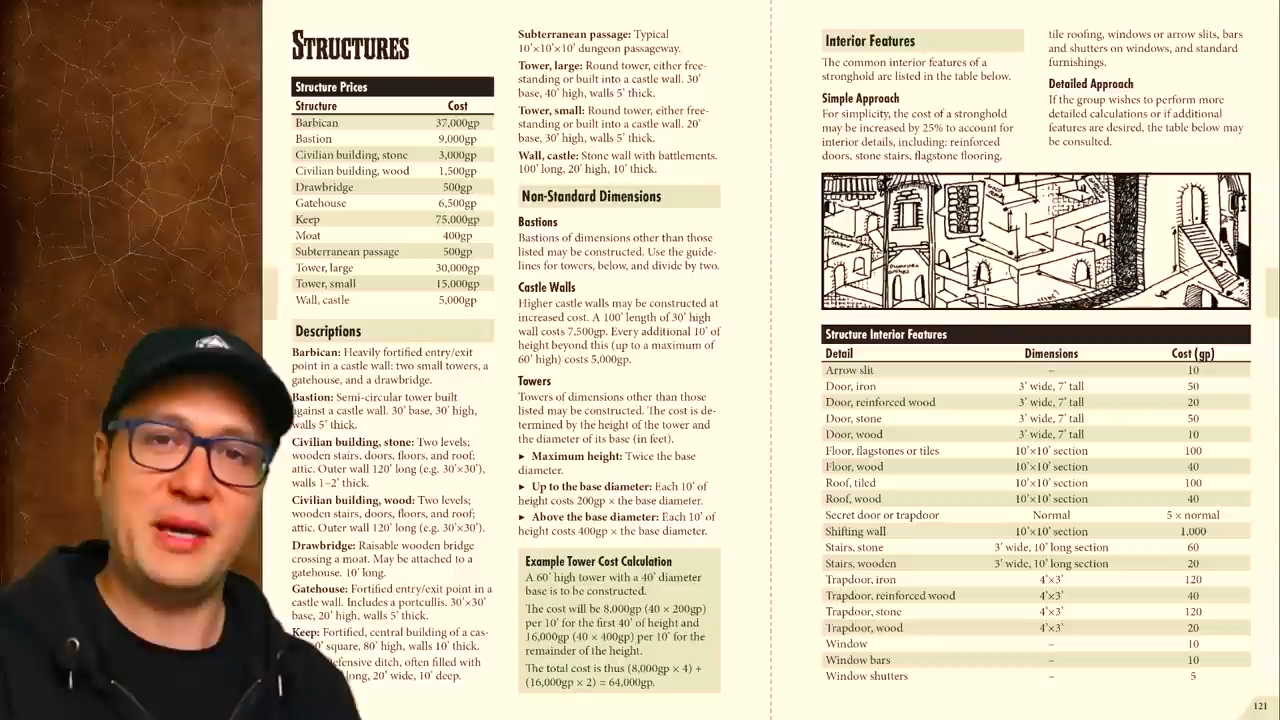 STRUCTURES
Structure Prices
Structure Cost
Barbican 37,000gp
Bastion 9,000gp
Civilian building, stone 3,000gp
Civilian building, wood 1,500gp
Drawbridge 500gp
Gatehouse 6,500gp
Keep 75,000gp
Moat 400gp
Subterranean passage 500gp
Tower, large 30,000gp
Tower, small 15,000gp
Wall, castle 5,000gp
Descriptions
Barbican: Heavily fortified entry/exit
point in a castle wall: two small towers, a
gatehouse, and a drawbridge.
Bastion: Semi-circular tower built
against a castle wall. 30' base, 30' high,
walls 5' thick.
Civilian building, stone: Two levels;
wooden stairs, doors, floors, and roof;
attic. Outer wall 120' long (e.g. 30'×30'),
walls 1–2' thick.
Civilian building, wood: Two levels;
wooden stairs, doors, floors, and roof;
attic. Outer wall 120' long (e.g. 30'×30').
Drawbridge: Raisable wooden bridge
crossing a moat. May be attached to a
gatehouse. 10' long.
Gatehouse: Fortified entry/exit point in a
castle wall. Includes a portcullis. 30'×30'
base, 20' high, walls 5' thick.
Keep: Fortified, central building of a cas-
square, 80' high, walls 10' thick.
defensive ditch, often filled with
long, 20' wide, 10' deep.
Subterranean passage: Typical
10'×10'×10' dungeon passageway.
Tower, large: Round tower, either free-
standing or built into a castle wall. 30'
base, 40' high, walls 5' thick.
Tower, small: Round tower, either free-
standing or built into a castle wall. 20'
base, 30' high, walls 5' thick.
Wall, castle: Stone wall with battlements.
100' long, 20' high, 10' thick.
Non-Standard Dimensions
Bastions
Bastions of dimensions other than those
listed may be constructed. Use the guide-
lines for towers, below, and divide by two.
Castle Walls
Higher castle walls may be constructed at
increased cost. A 100' length of 30' high
wall costs 7,500gp. Every additional 10' of
height beyond this (up to a maximum of
60' high) costs 5,000gp.
Towers
Towers of dimensions other than those
listed may be constructed. The cost is de-
termined by the height of the tower and
the diameter of its base (in feet).
▶ Maximum height: Twice the base
diameter.
▶ Up to the base diameter: Each 10' of
height costs 200gp × the base diameter.
▶ Above the base diameter: Each 10' of
height costs 400gp × the base diameter.
Example Tower Cost Calculation
A 60' high tower with a 40' diameter
base is to be constructed.
The cost will be 8,000gp (40 × 200gp)
per 10' for the first 40' of height and
16,000gp (40 × 400gp) per 10' for the
remainder of the height.
The total cost is thus (8,000gp × 4) +
(16,000gp × 2) = 64,000gp.
Interior Features
The common interior features of a
stronghold are listed in the table below.
Simple Approach
For simplicity, the cost of a stronghold
may be increased by 25% to account for
interior details, including: reinforced
doors, stone stairs, flagstone flooring,
tile roofing, windows or arrow slits, bars
and shutters on windows, and standard
furnishings.
Detailed Approach
If the group wishes to perform more
detailed calculations or if additional
features are desired, the table below may
be consulted.
Structure Interior Features
Detail Dimensions Cost (gp)
Arrow slit – 10
Door, iron 3' wide, 7' tall 50
Door, reinforced wood 3' wide, 7' tall 20
Door, stone 3' wide, 7' tall 50
Door, wood 3' wide, 7' tall 10
Floor, flagstones or tiles 10'×10' section 100
Floor, wood 10'×10' section 40
Roof, tiled 10'×10' section 100
Roof, wood 10'×10' section 40
Secret door or trapdoor Normal 5 × normal
Shifting wall 10'×10' section 1,000
Stairs, stone 3' wide, 10' long section 60
Stairs, wooden 3' wide, 10' long section 20
Trapdoor, iron 4'×3' 120
Trapdoor, reinforced wood 4'×3' 40
Trapdoor, stone 4'×3' 120
Trapdoor, wood 4'×3' 20
Window – 10
Window bars – 10
Window shutters – 5
121